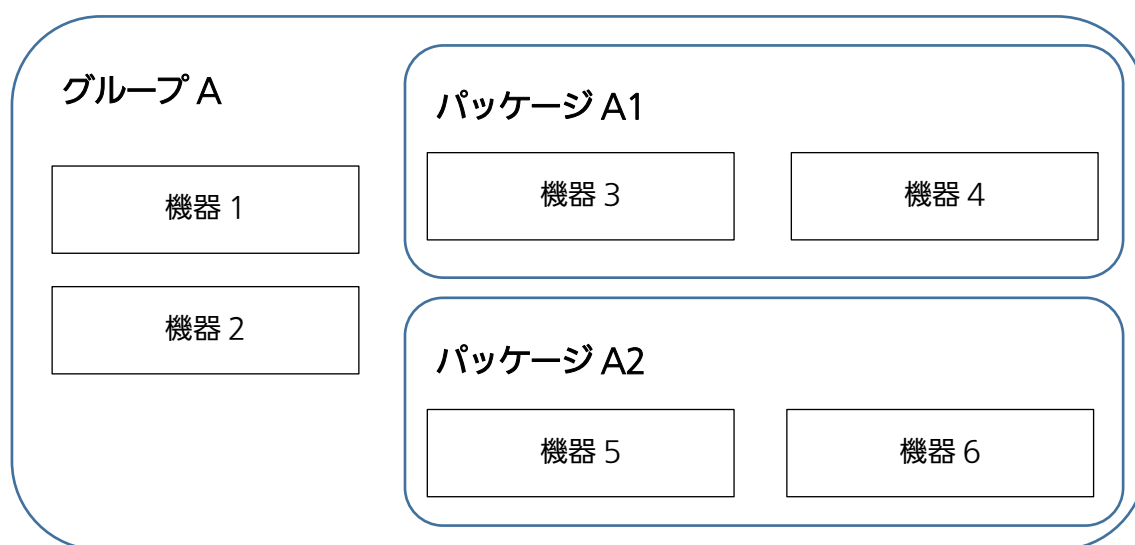 グループ A
機器 1
機器 2
パッケージ A1
機器 3
機器 4
パッケージ A2
機器 5
機器 6